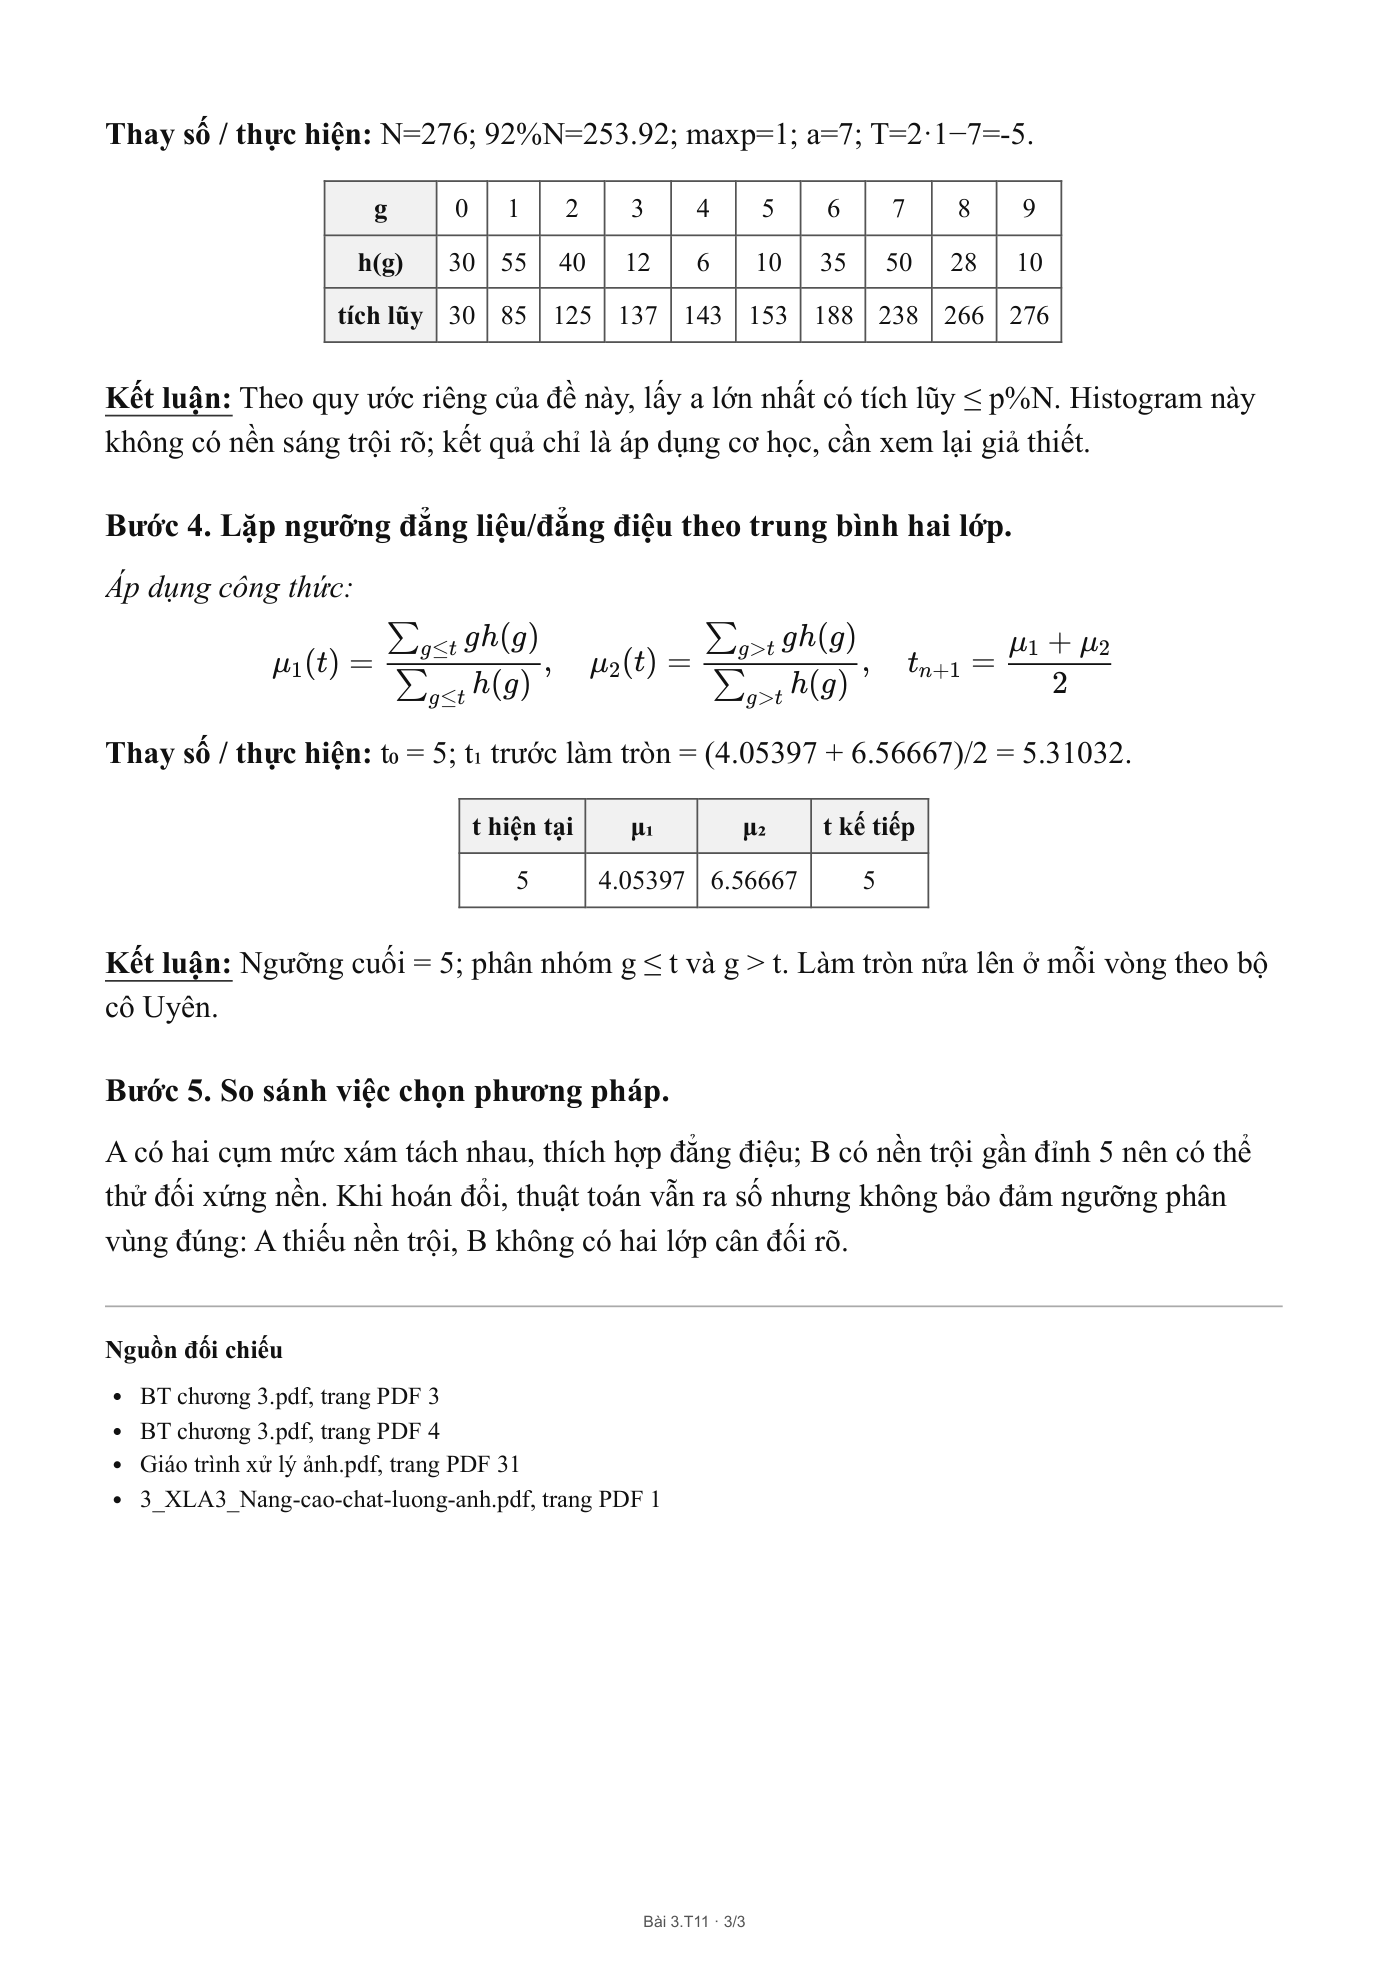 Thay số / thực hiện: N=276; 92%N=253.92; maxp=1; a=7; T=2·1−7=-5.
g 0 1 2 3 4 5 6 7 8 9
h(g) 30 55 40 12 6 10 35 50 28 10
tích lũy 30 85 125 137 143 153 188 238 266 276
Kết luận: Theo quy ước riêng của đề này, lấy a lớn nhất có tích lũy ≤ p%N. Histogram này
không có nền sáng trội rõ; kết quả chỉ là áp dụng cơ học, cần xem lại giả thiết.
Bước 4. Lặp ngưỡng đẳng liệu/đẳng điệu theo trung bình hai lớp.
Áp dụng công thức:
μ₁(t) = ∑_{g≤t} gh(g) / ∑_{g≤t} h(g), μ₂(t) = ∑_{g>t} gh(g) / ∑_{g>t} h(g), t_{n+1} = (μ₁ + μ₂) / 2
Thay số / thực hiện: t₀ = 5; t₁ trước làm tròn = (4.05397 + 6.56667)/2 = 5.31032.
t hiện tại μ₁ μ₂ t kế tiếp
5 4.05397 6.56667 5
Kết luận: Ngưỡng cuối = 5; phân nhóm g ≤ t và g > t. Làm tròn nửa lên ở mỗi vòng theo bộ
cô Uyên.
Bước 5. So sánh việc chọn phương pháp.
A có hai cụm mức xám tách nhau, thích hợp đẳng điệu; B có nền trội gần đỉnh 5 nên có thể
thử đối xứng nền. Khi hoán đổi, thuật toán vẫn ra số nhưng không bảo đảm ngưỡng phân
vùng đúng: A thiếu nền trội, B không có hai lớp cân đối rõ.
Nguồn đối chiếu
• BT chương 3.pdf, trang PDF 3
• BT chương 3.pdf, trang PDF 4
• Giáo trình xử lý ảnh.pdf, trang PDF 31
• 3_XLA3_Nang-cao-chat-luong-anh.pdf, trang PDF 1
Bài 3.T11 · 3/3